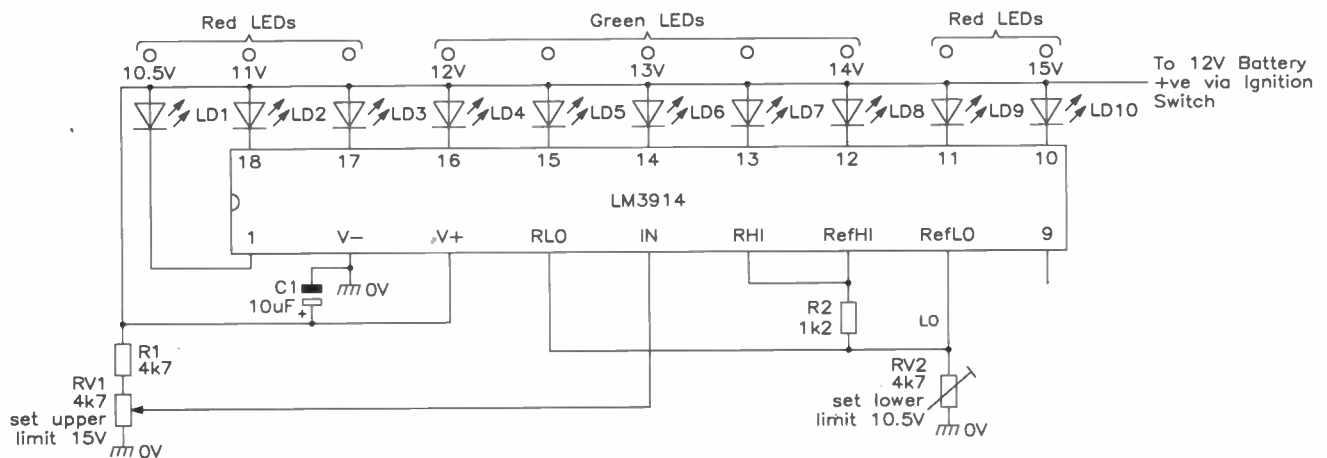 Red LEDs
Green LEDs
Red LEDs
10.5V
11V
12V
13V
14V
15V
To 12V Battery
+ve via Ignition
Switch
LD1
LD2
LD3
LD4
LD5
LD6
LD7
LD8
LD9
LD10
18
17
16
15
14
13
12
11
10
LM3914
1
V-
V+
RLO
IN
RHI
RefHI
RefLO
9
C1
10uF
+
0V
R2
1k2
LO
R1
4k7
RV1
4k7
set upper
limit 15V
0V
RV2
4k7
set lower
limit 10.5V
0V